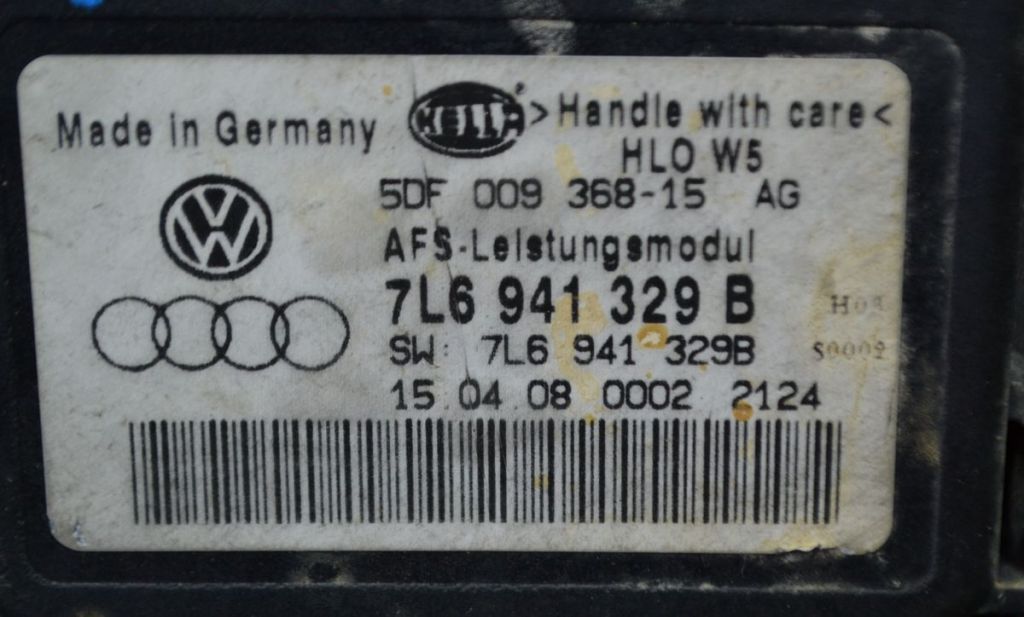 Made in Germany HELLA >Handle with care<
HLO W5
5DF 009 368-15 AG
AFS-Leistungsmodul
7L6 941 329 B
SW: 7L6 941 329B S0002
15.04.08 0002 2124